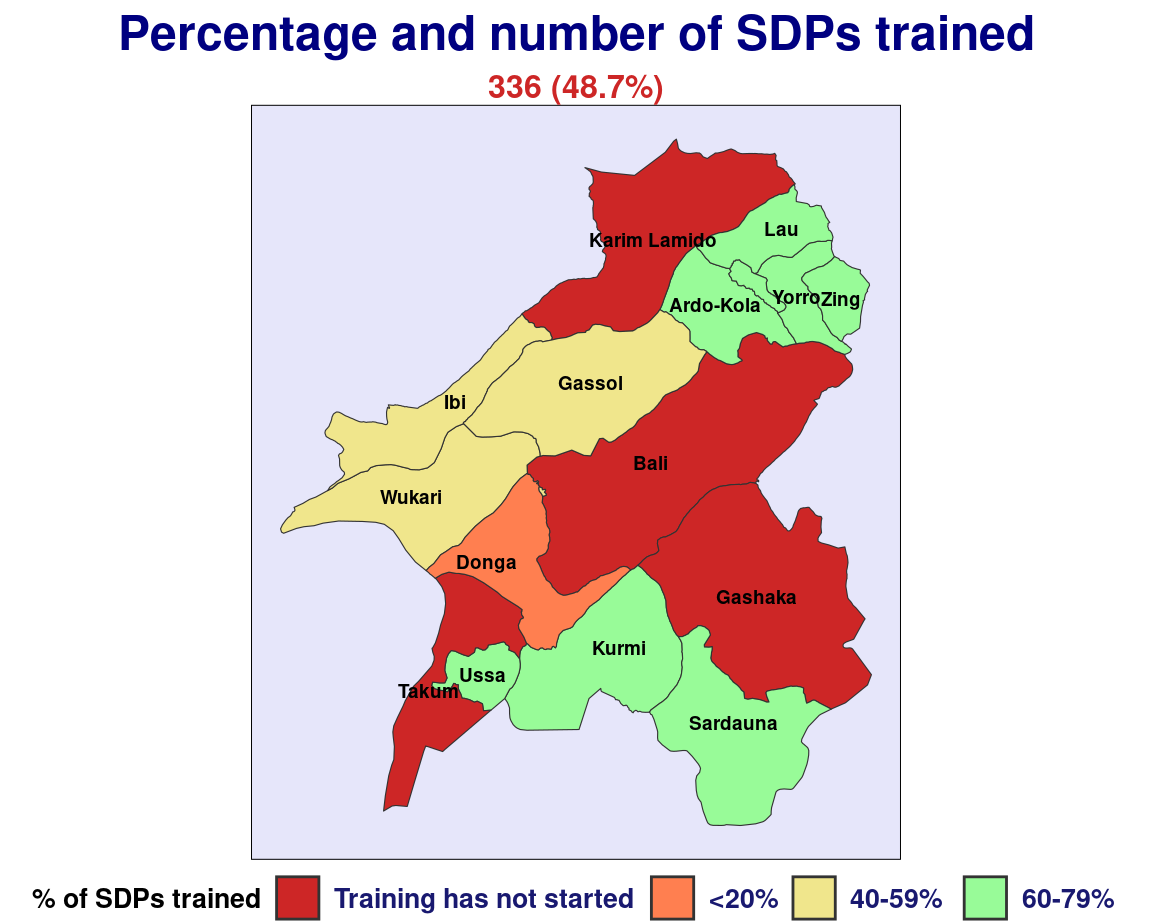 Percentage and number of SDPs trained
336 (48.7%)
Karim Lamido
Lau
Ardo-Kola
Yorro
Zing
Gassol
Ibi
Bali
Wukari
Donga
Gashaka
Kurmi
Ussa
Takum
Sardauna
% of SDPs trained Training has not started <20% 40-59% 60-79%